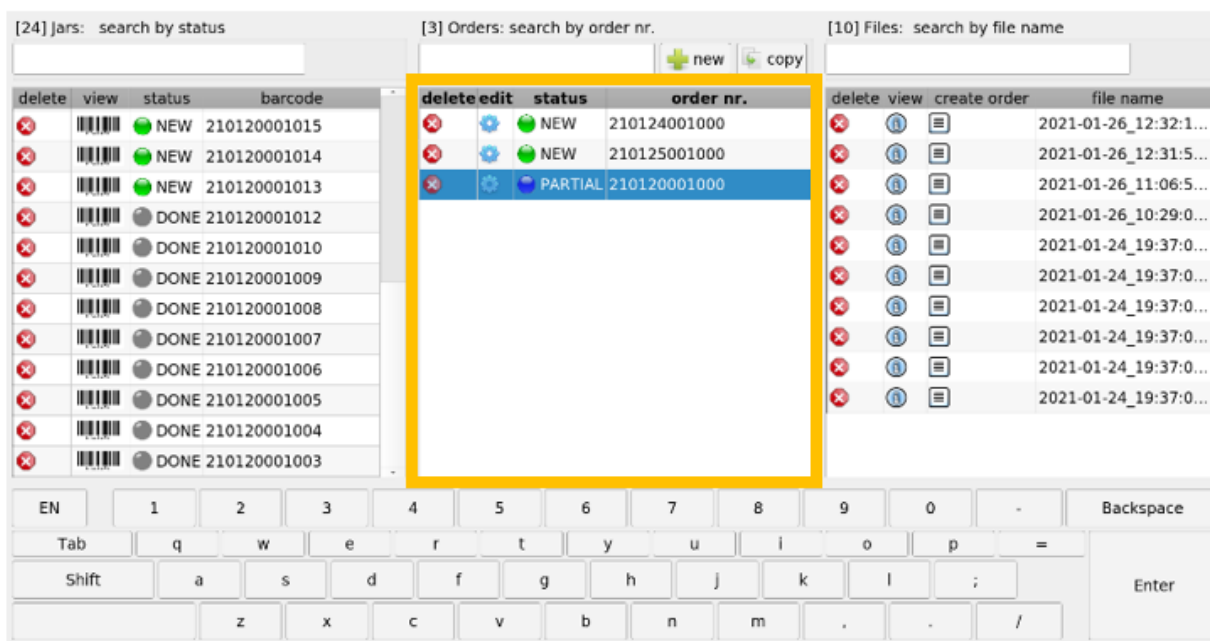 [24] Jars: search by status
[3] Orders: search by order nr.
[10] Files: search by file name
new copy
delete view status barcode
NEW 210120001015
NEW 210120001014
NEW 210120001013
DONE 210120001012
DONE 210120001010
DONE 210120001009
DONE 210120001008
DONE 210120001007
DONE 210120001006
DONE 210120001005
DONE 210120001004
DONE 210120001003
delete edit status order nr.
NEW 210124001000
NEW 210125001000
PARTIAL 210120001000
delete view create order file name
2021-01-26_12:32:1...
2021-01-26_12:31:5...
2021-01-26_11:06:5...
2021-01-26_10:29:0...
2021-01-24_19:37:0...
2021-01-24_19:37:0...
2021-01-24_19:37:0...
2021-01-24_19:37:0...
2021-01-24_19:37:0...
2021-01-24_19:37:0...
EN 1 2 3 4 5 6 7 8 9 0 - Backspace
Tab q w e r t y u i o p =
Shift a s d f g h j k l ; Enter
z x c v b n m , . /